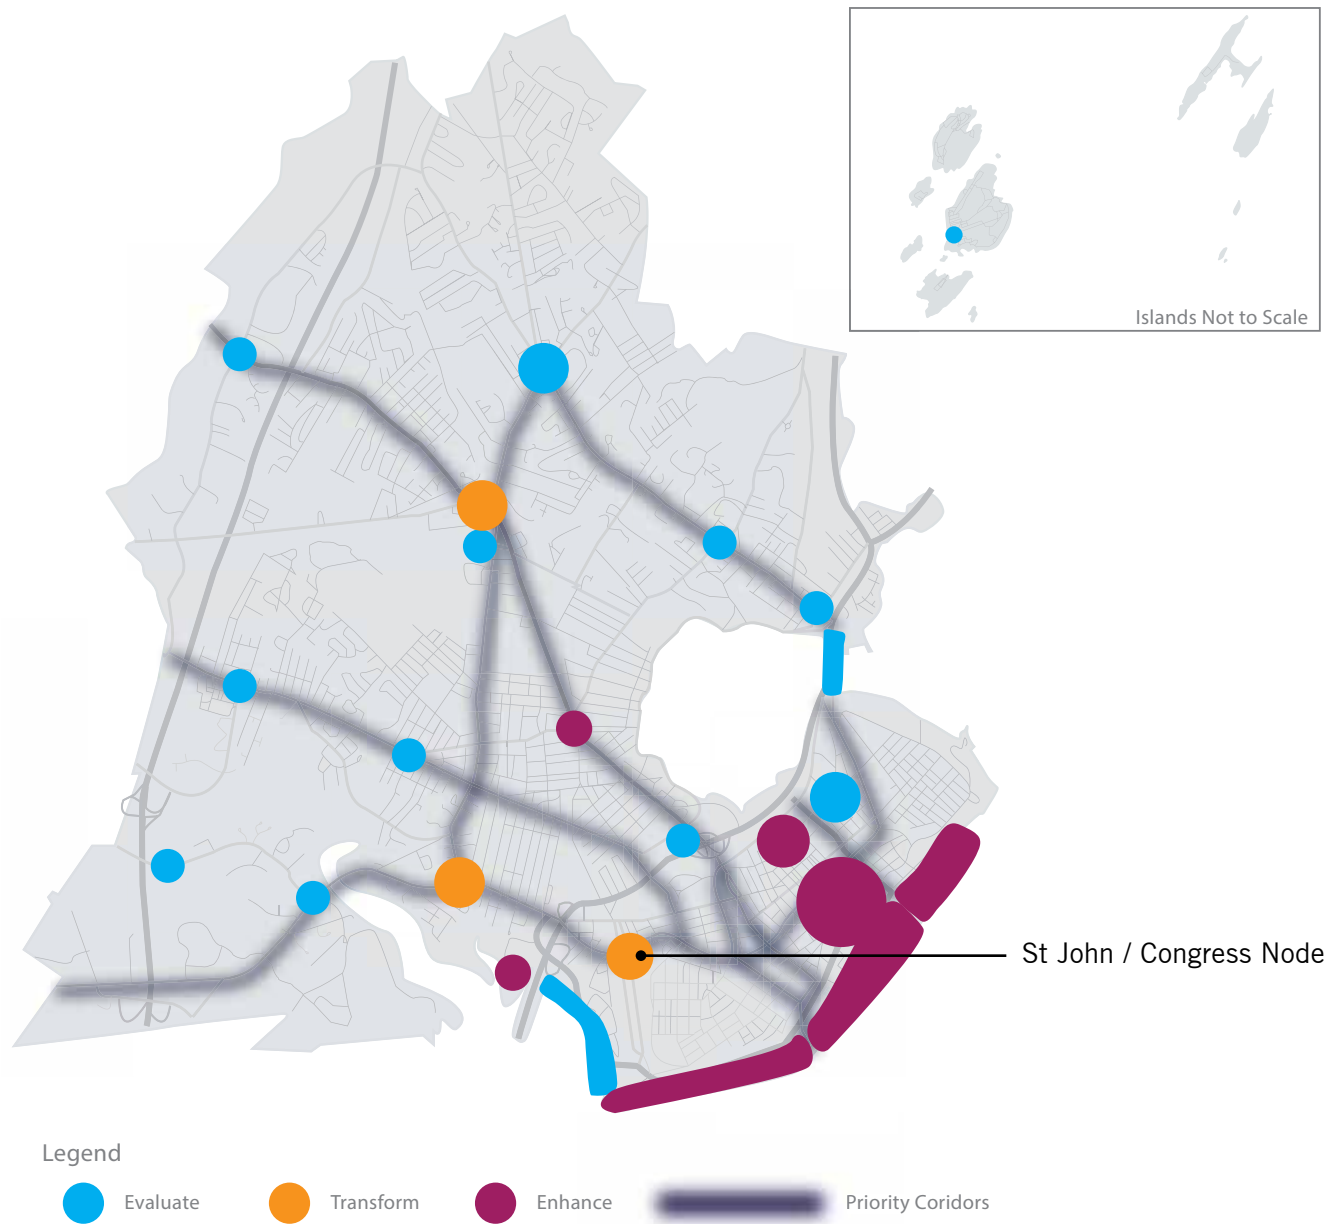 Islands Not to Scale
St John / Congress Node
Legend
Evaluate
Transform
Enhance
Priority Coridors